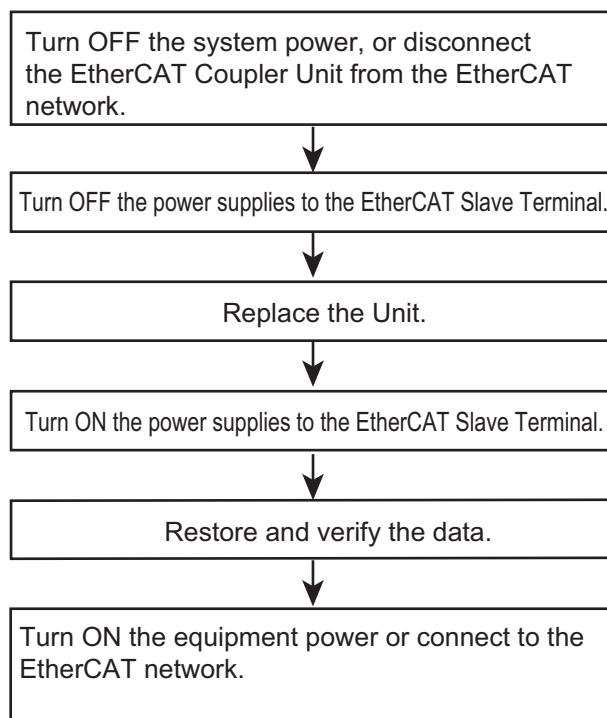 Turn OFF the system power, or disconnect
the EtherCAT Coupler Unit from the EtherCAT
network.
Turn OFF the power supplies to the EtherCAT Slave Terminal.
Replace the Unit.
Turn ON the power supplies to the EtherCAT Slave Terminal.
Restore and verify the data.
Turn ON the equipment power or connect to the
EtherCAT network.